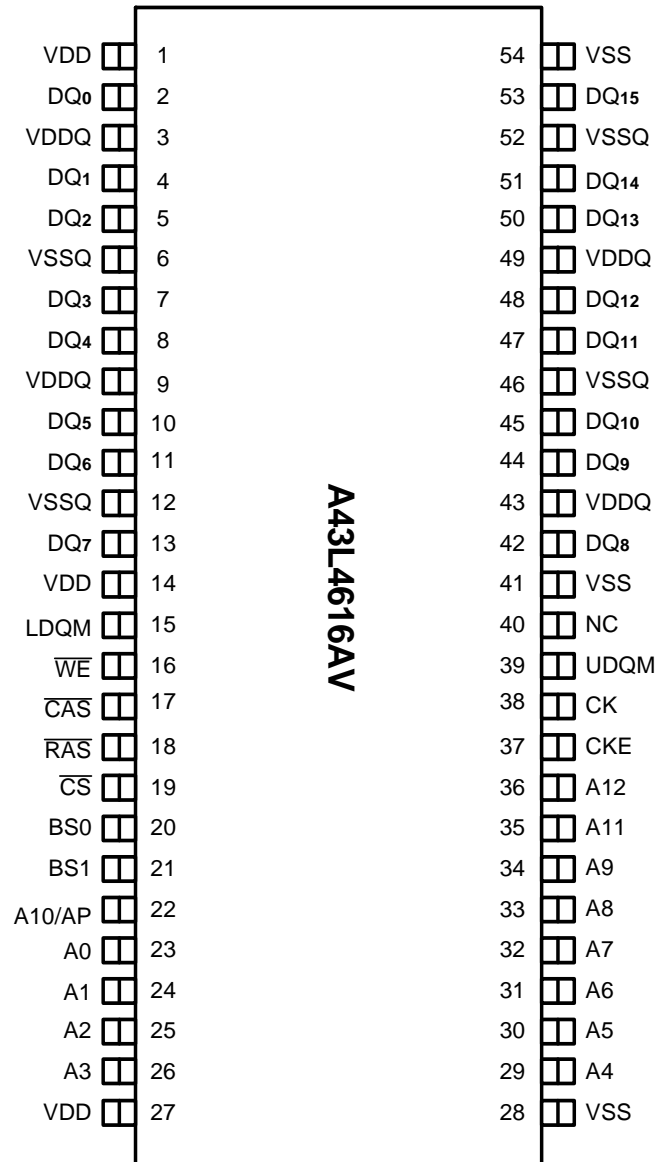 VDD 1 54 VSS
DQ0 2 53 DQ15
VDDQ 3 52 VSSQ
DQ1 4 51 DQ14
DQ2 5 50 DQ13
VSSQ 6 49 VDDQ
DQ3 7 48 DQ12
DQ4 8 47 DQ11
VDDQ 9 46 VSSQ
DQ5 10 45 DQ10
DQ6 11 44 DQ9
VSSQ 12 43 VDDQ
DQ7 13 42 DQ8
VDD 14 41 VSS
LDQM 15 40 NC
WE 16 39 UDQM
CAS 17 38 CK
RAS 18 37 CKE
CS 19 36 A12
BS0 20 35 A11
BS1 21 34 A9
A10/AP 22 33 A8
A0 23 32 A7
A1 24 31 A6
A2 25 30 A5
A3 26 29 A4
VDD 27 28 VSS
A43L4616AV